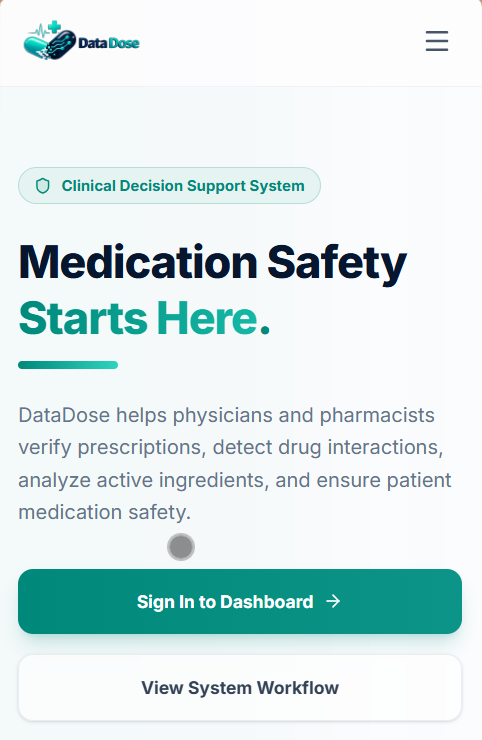 DataDose
Clinical Decision Support System
Medication Safety
Starts Here.
DataDose helps physicians and pharmacists
verify prescriptions, detect drug interactions,
analyze active ingredients, and ensure patient
medication safety.
Sign In to Dashboard →
View System Workflow